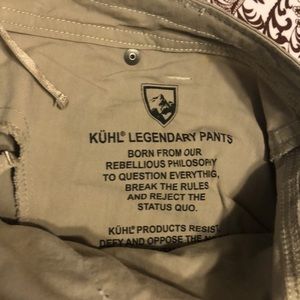 KÜHL® LEGENDARY PANTS
BORN FROM OUR
REBELLIOUS PHILOSOPHY
TO QUESTION EVERYTHIG,
BREAK THE RULES
AND REJECT THE
STATUS QUO.
KÜHL® PRODUCTS RESIST
DEFY AND OPPOSE THE